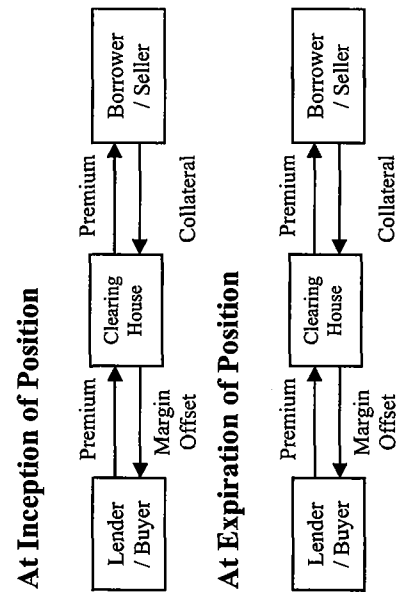 At Inception of Position
Lender
/ Buyer
Premium
Margin
Offset
Clearing
House
Premium
Collateral
Borrower
/ Seller
At Expiration of Position
Lender
/ Buyer
Premium
Margin
Offset
Clearing
House
Premium
Collateral
Borrower
/ Seller